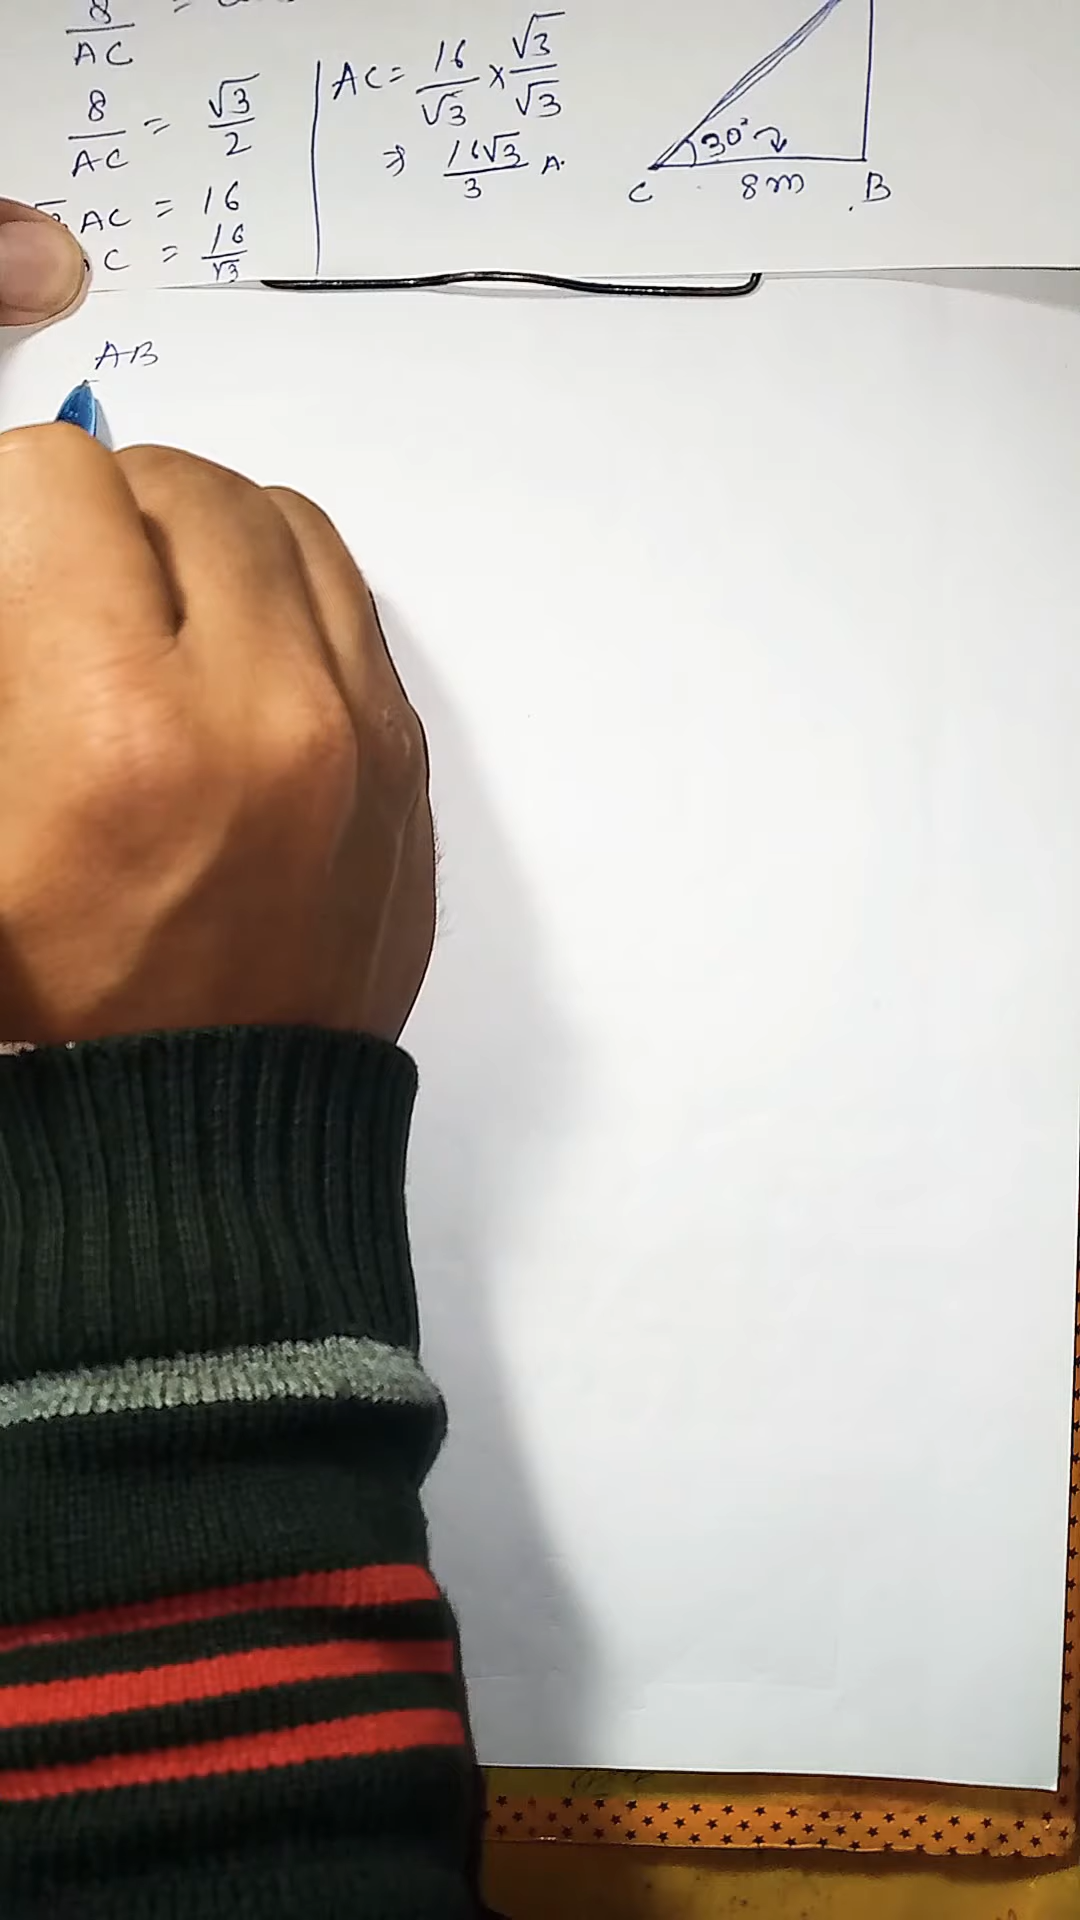 8/AC =
8/AC = √3/2
AC = 16
C = 16/√3
AC = 16/√3 × √3/√3
⇒ 16√3/3 A.
30°
C 8m B
AB